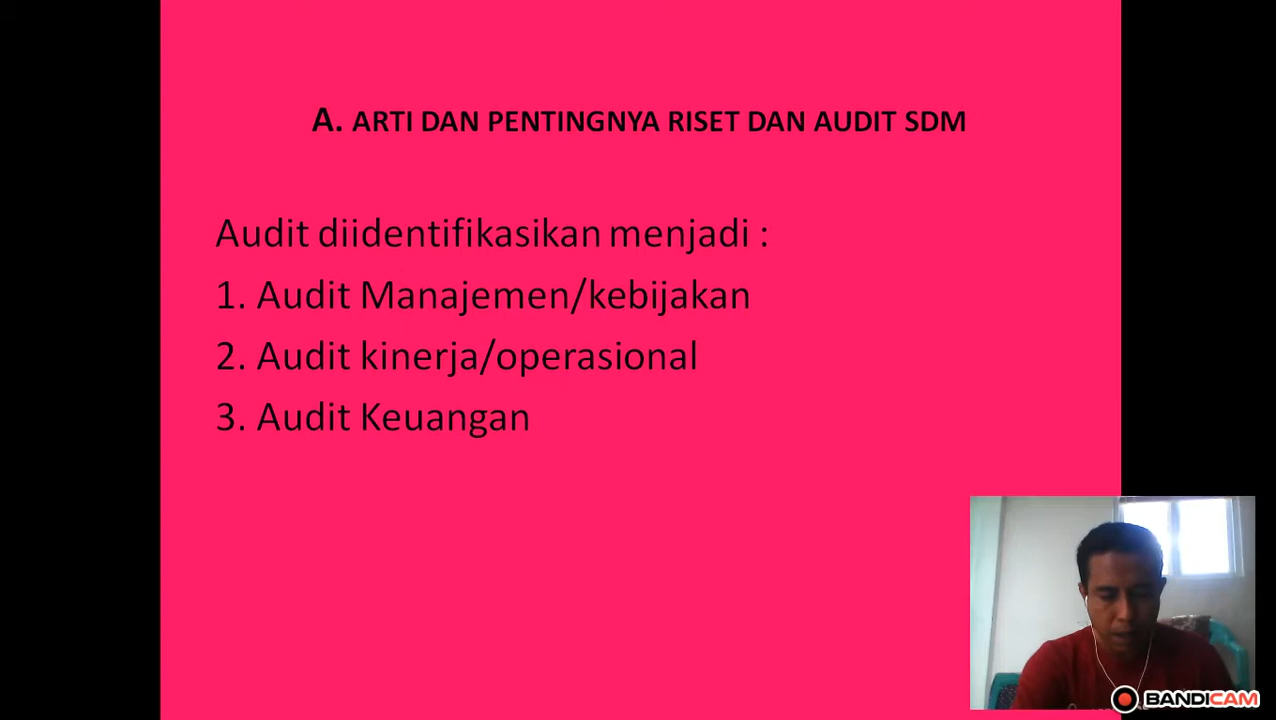 A. ARTI DAN PENTINGNYA RISET DAN AUDIT SDM
Audit diidentifikasikan menjadi :
1. Audit Manajemen/kebijakan
2. Audit kinerja/operasional
3. Audit Keuangan
BANDICAM